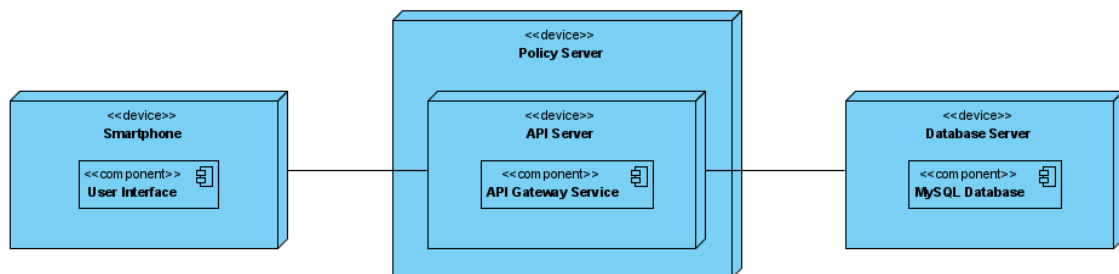 <<device>>
Policy Server
<<device>>
Smartphone
<<component>>
User Interface
<<device>>
API Server
<<component>>
API Gateway Service
<<device>>
Database Server
<<component>>
MySQL Database